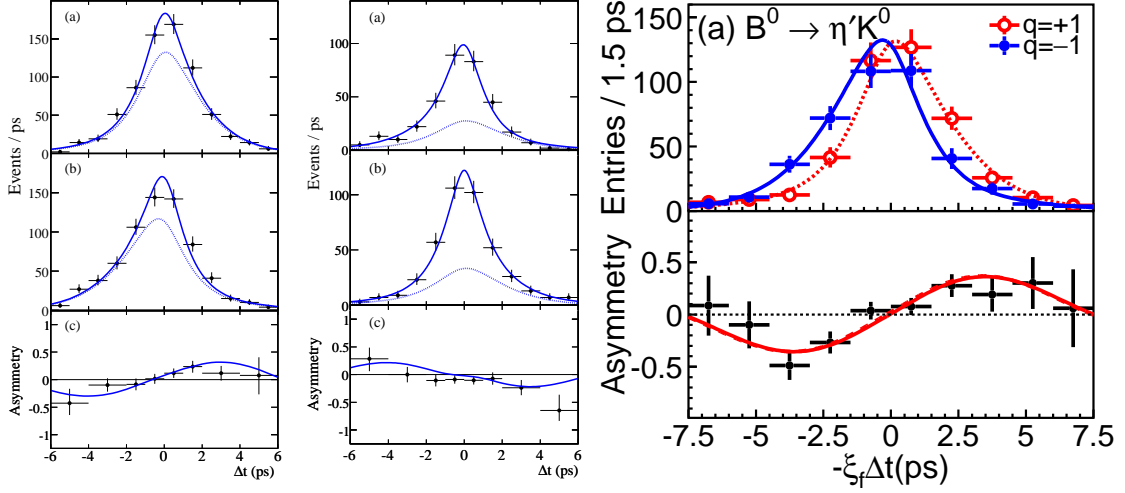 (a)
Events / ps
150
100
50
0
(b)
Events / ps
150
100
50
0
(c)
Asymmetry
1
0.5
0
-0.5
-1
-6 -4 -2 0 2 4 6
Δt (ps)
(a)
Events / ps
100
50
0
(b)
Events / ps
100
50
0
(c)
Asymmetry
1
0.5
0
-0.5
-1
-6 -4 -2 0 2 4 6
Δt (ps)
(a) B⁰ → η′K⁰
q=+1
q=−1
Entries / 1.5 ps
150
100
50
0
Asymmetry
0.5
0
-0.5
-7.5 -5 -2.5 0 2.5 5 7.5
-ξfΔt(ps)